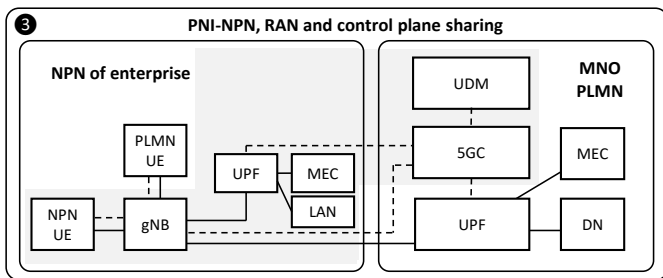 ❸
PNI-NPN, RAN and control plane sharing
NPN of enterprise
MNO
PLMN
UDM
PLMN
UE
5GC
UPF
MEC
MEC
LAN
NPN
UE
gNB
UPF
DN